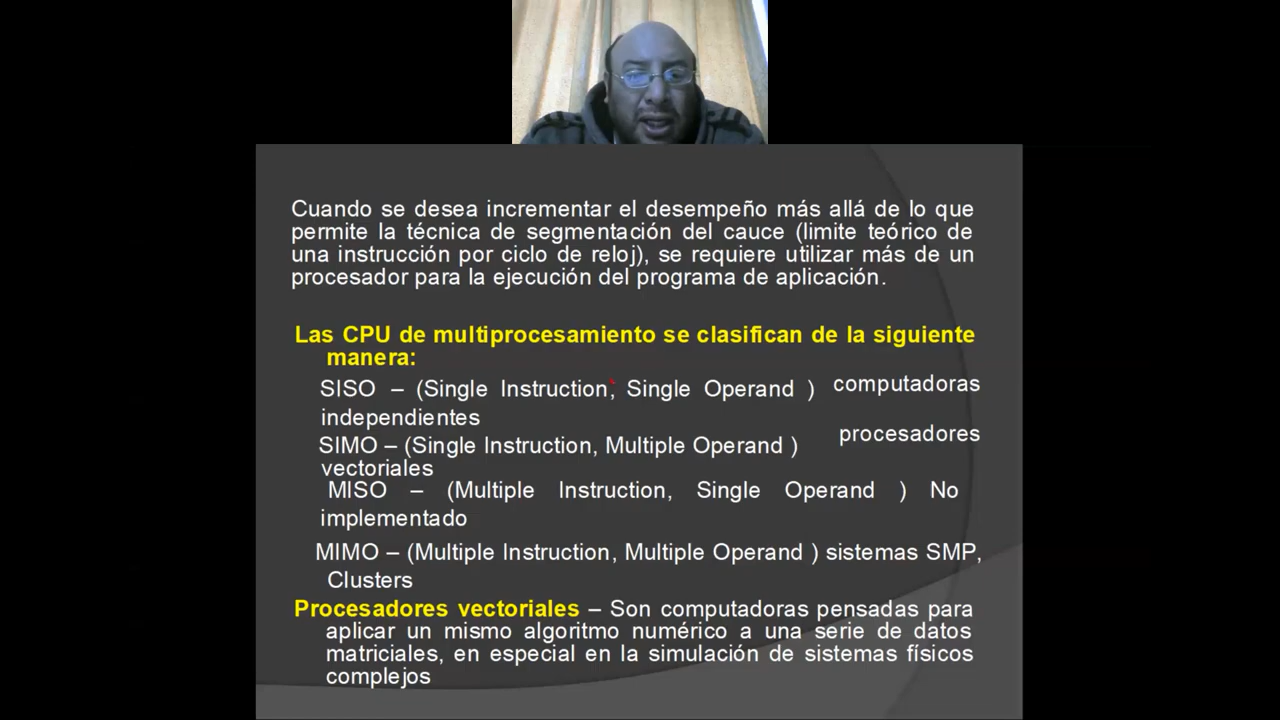 Cuando se desea incrementar el desempeño más allá de lo que
permite la técnica de segmentación del cauce (limite teórico de
una instrucción por ciclo de reloj), se requiere utilizar más de un
procesador para la ejecución del programa de aplicación.
Las CPU de multiprocesamiento se clasifican de la siguiente
manera:
SISO – (Single Instruction, Single Operand ) computadoras
independientes
SIMO – (Single Instruction, Multiple Operand ) procesadores
vectoriales
MISO – (Multiple Instruction, Single Operand ) No
implementado
MIMO – (Multiple Instruction, Multiple Operand ) sistemas SMP,
Clusters
Procesadores vectoriales – Son computadoras pensadas para
aplicar un mismo algoritmo numérico a una serie de datos
matriciales, en especial en la simulación de sistemas físicos
complejos